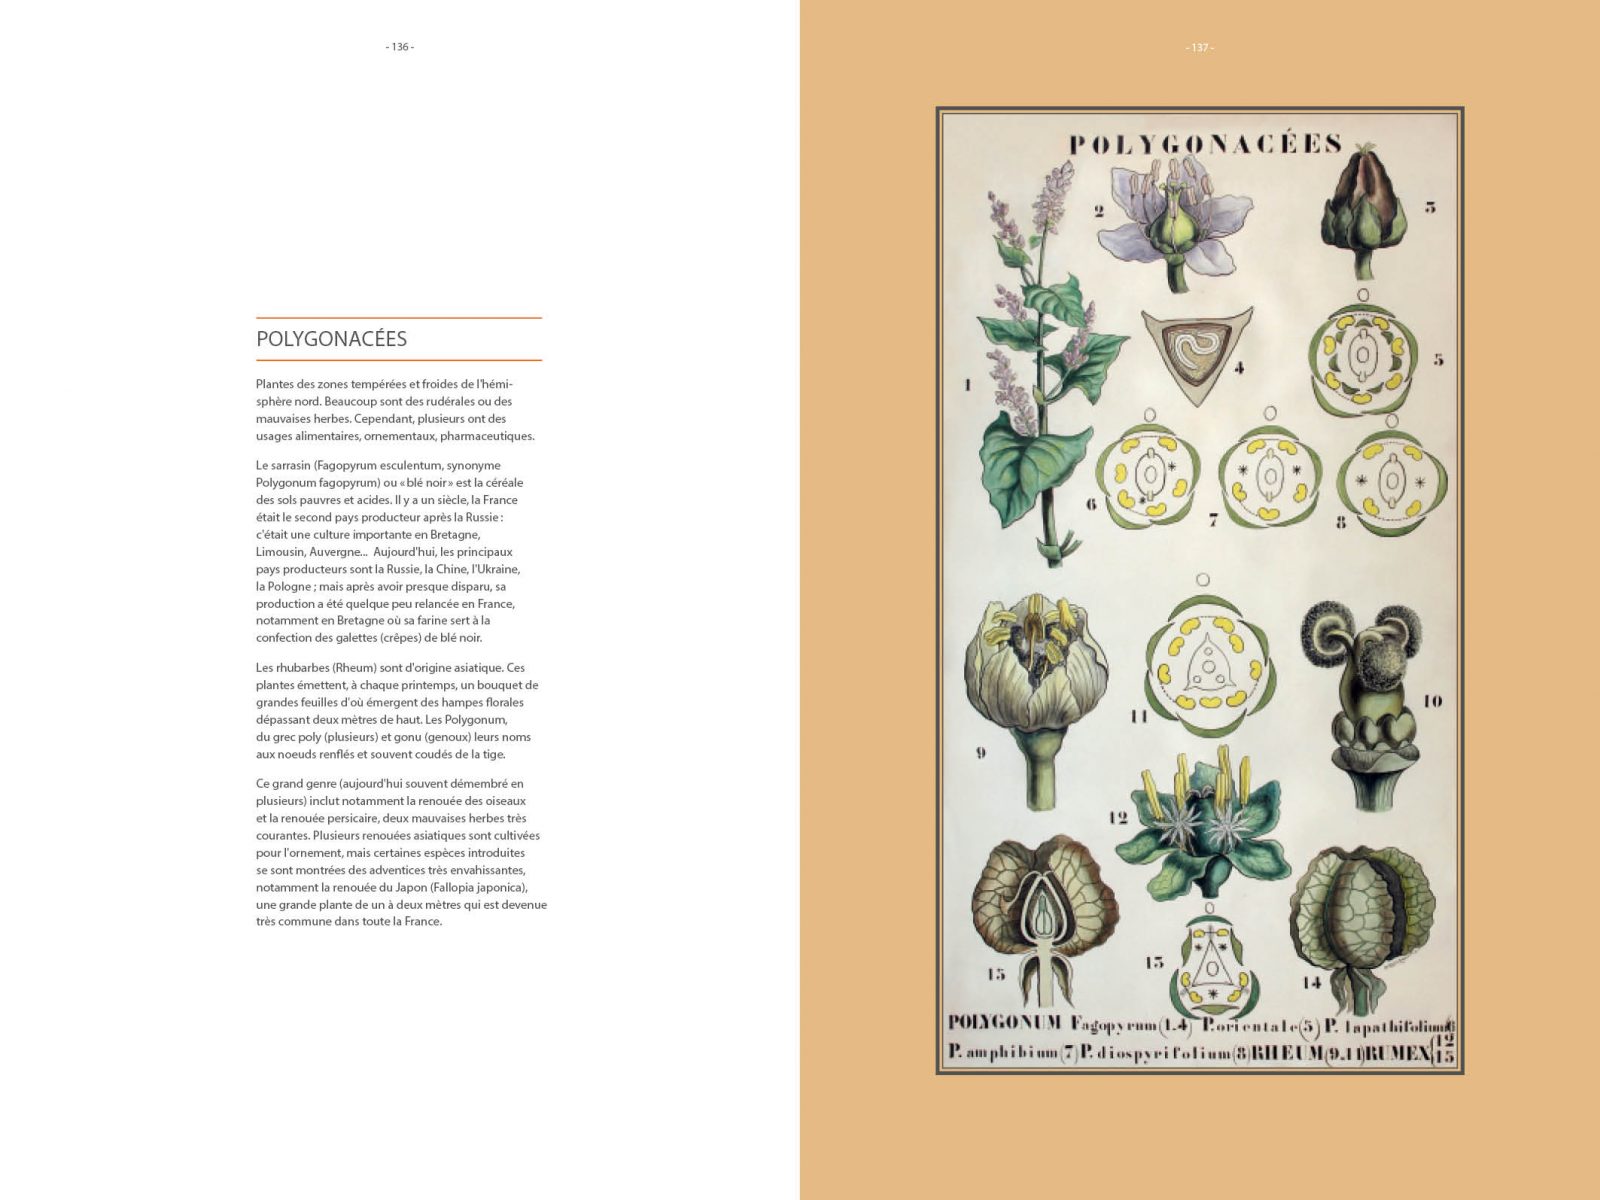 - 136 -
POLYGONACÉES
Plantes des zones tempérées et froides de l'hémi-
sphère nord. Beaucoup sont des rudérales ou des
mauvaises herbes. Cependant, plusieurs ont des
usages alimentaires, ornementaux, pharmaceutiques.
Le sarrasin (Fagopyrum esculentum, synonyme
Polygonum fagopyrum) ou « blé noir » est la céréale
des sols pauvres et acides. Il y a un siècle, la France
était le second pays producteur après la Russie :
c'était une culture importante en Bretagne,
Limousin, Auvergne... Aujourd'hui, les principaux
pays producteurs sont la Russie, la Chine, l'Ukraine,
la Pologne ; mais après avoir presque disparu, sa
production a été quelque peu relancée en France,
notamment en Bretagne où sa farine sert à la
confection des galettes (crêpes) de blé noir.
Les rhubarbes (Rheum) sont d'origine asiatique. Ces
plantes émettent, à chaque printemps, un bouquet de
grandes feuilles d'où émergent des hampes florales
dépassant deux mètres de haut. Les Polygonum,
du grec poly (plusieurs) et gonu (genoux) leurs noms
aux noeuds renflés et souvent coudés de la tige.
Ce grand genre (aujourd'hui souvent démembré en
plusieurs) inclut notamment la renouée des oiseaux
et la renouée persicaire, deux mauvaises herbes très
courantes. Plusieurs renouées asiatiques sont cultivées
pour l'ornement, mais certaines espèces introduites
se sont montrées des adventices très envahissantes,
notamment la renouée du Japon (Fallopia japonica),
une grande plante de un à deux mètres qui est devenue
très commune dans toute la France.
- 137 -
POLYGONACÉES
2
3
4
5
1
6
7
8
9
11
10
12
15
13
14
POLYGONUM Fagopyrum (1.4) P. orientale (5) P. lapathifolium 6
P. amphibium (7) P. diospyrifolium (8) RHEUM (9.11) RUMEX (12
15